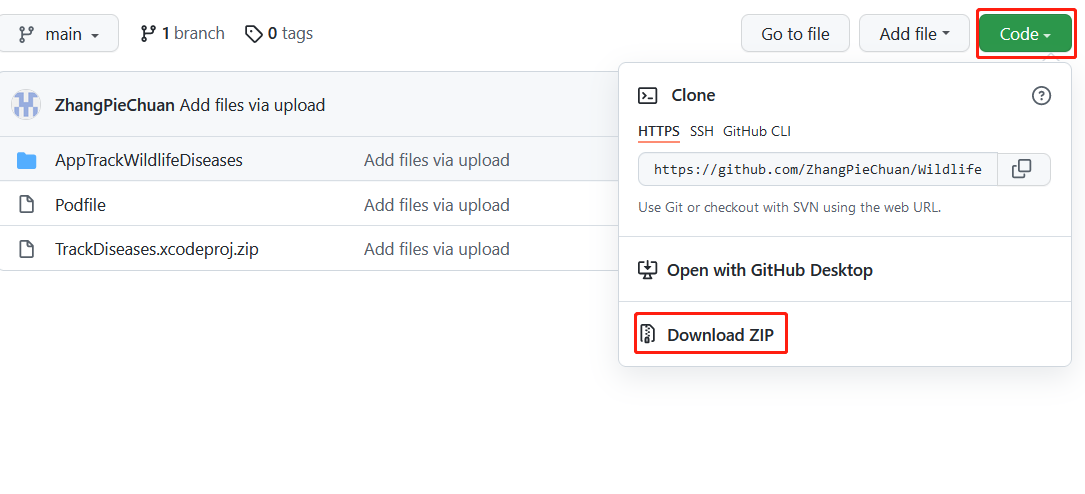 main
1 branch
0 tags
Go to file
Add file
Code
ZhangPieChuan Add files via upload
AppTrackWildlifeDiseases Add files via upload
Podfile Add files via upload
TrackDiseases.xcodeproj.zip Add files via upload
Clone
HTTPS SSH GitHub CLI
https://github.com/ZhangPieChuan/Wildlife
Use Git or checkout with SVN using the web URL.
Open with GitHub Desktop
Download ZIP